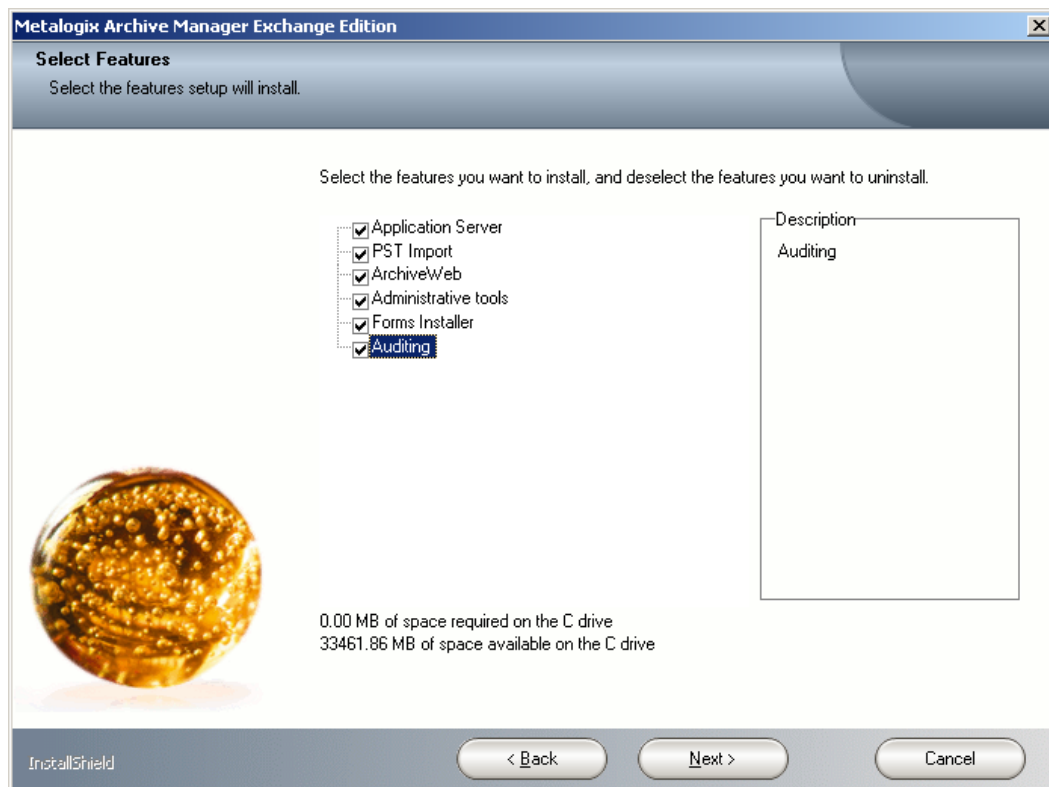 Metalogix Archive Manager Exchange Edition
Select Features
Select the features setup will install.
Select the features you want to install, and deselect the features you want to uninstall.
Application Server
PST Import
ArchiveWeb
Administrative tools
Forms Installer
Auditing
Description
Auditing
0.00 MB of space required on the C drive
33461.86 MB of space available on the C drive
InstallShield
< Back
Next >
Cancel